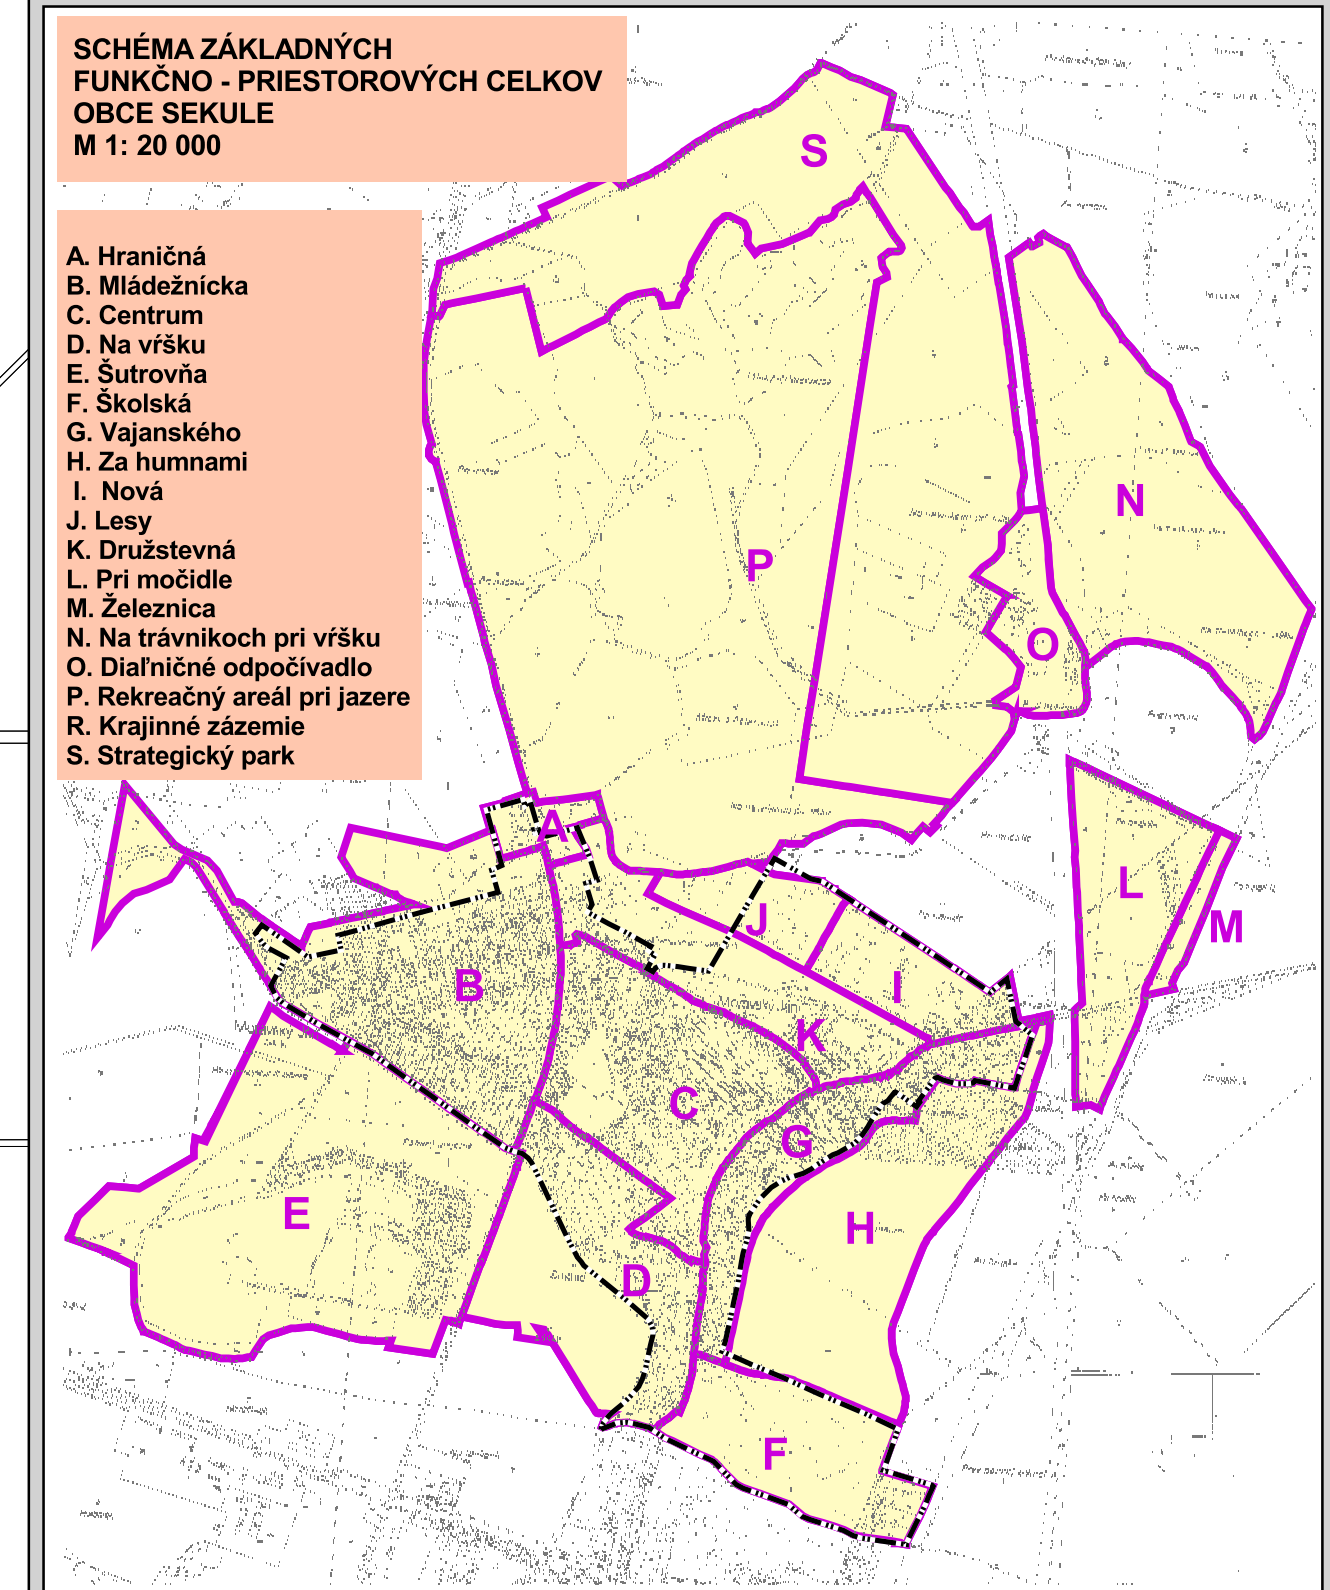 SCHÉMA ZÁKLADNÝCH
FUNKČNO - PRIESTOROVÝCH CELKOV
OBCE SEKULE
M 1: 20 000
A. Hraničná
B. Mládežnícka
C. Centrum
D. Na vŕšku
E. Šutrovňa
F. Školská
G. Vajanského
H. Za humnami
I. Nová
J. Lesy
K. Družstevná
L. Pri močidle
M. Železnica
N. Na trávnikoch pri vŕšku
O. Diaľničné odpočívadlo
P. Rekreačný areál pri jazere
R. Krajinné zázemie
S. Strategický park
S
N
P
O
A
L
J
M
B
I
K
C
G
E
H
D
F